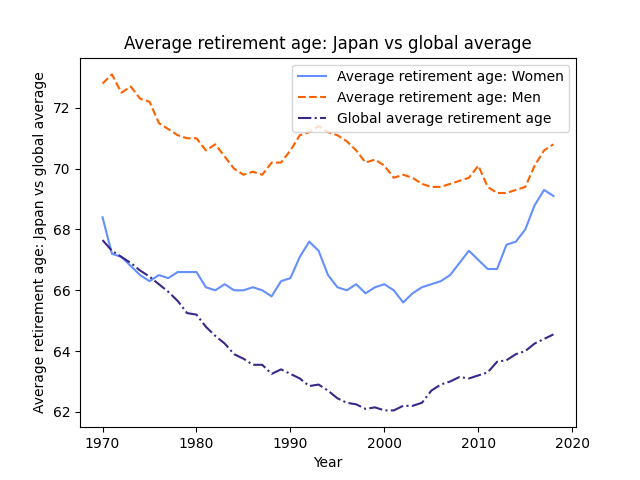 Average retirement age: Japan vs global average
Average retirement age: Women
Average retirement age: Men
Global average retirement age
Average retirement age: Japan vs global average
72
70
68
66
64
62
1970
1980
1990
2000
2010
2020
Year